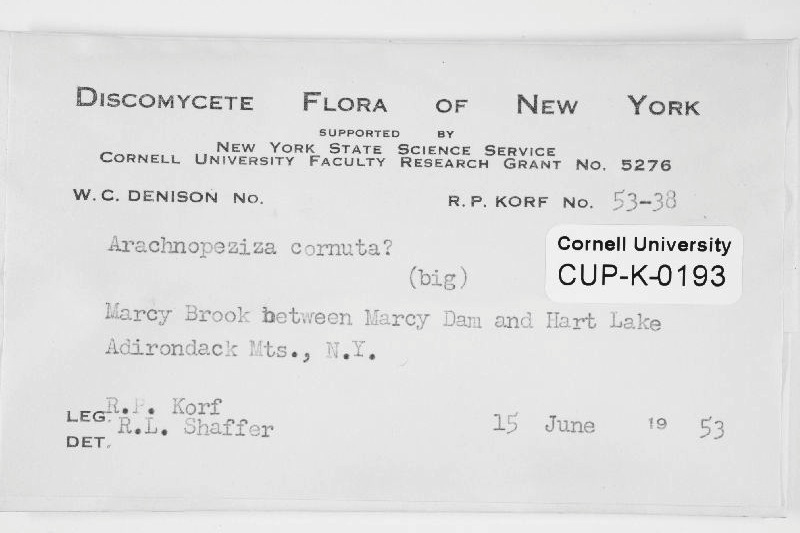 DISCOMYCETE FLORA OF NEW YORK
SUPPORTED BY
NEW YORK STATE SCIENCE SERVICE
CORNELL UNIVERSITY FACULTY RESEARCH GRANT NO. 5276
W. C. DENISON NO.
R. P. KORF NO. 53-38
Arachnopeziza cornuta?
(big)
Cornell University
CUP-K-0193
Marcy Brook between Marcy Dam and Hart Lake
Adirondack Mts., N.Y.
LEG. R.P. Korf
R.L. Shaffer
15 June 19 53
DET.